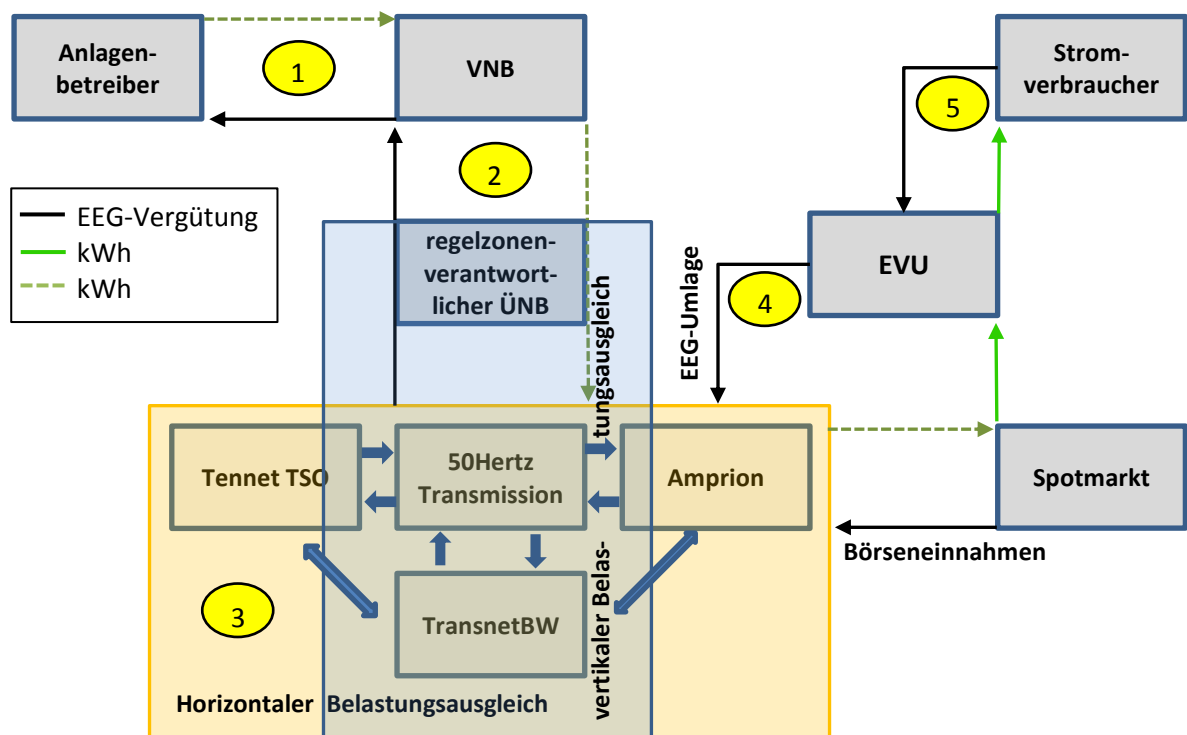 Anlagen-
betreiber
1
VNB
Strom-
verbraucher
5
2
EEG-Vergütung
kWh
kWh
regelzonen-
verantwort-
licher ÜNB
EVU
4
EEG-Umlage
vertikaler Belas-
tungsausgleich
Tennet TSO
50Hertz
Transmission
Amprion
Spotmarkt
Börseneinnahmen
3
TransnetBW
Horizontaler Belastungsausgleich